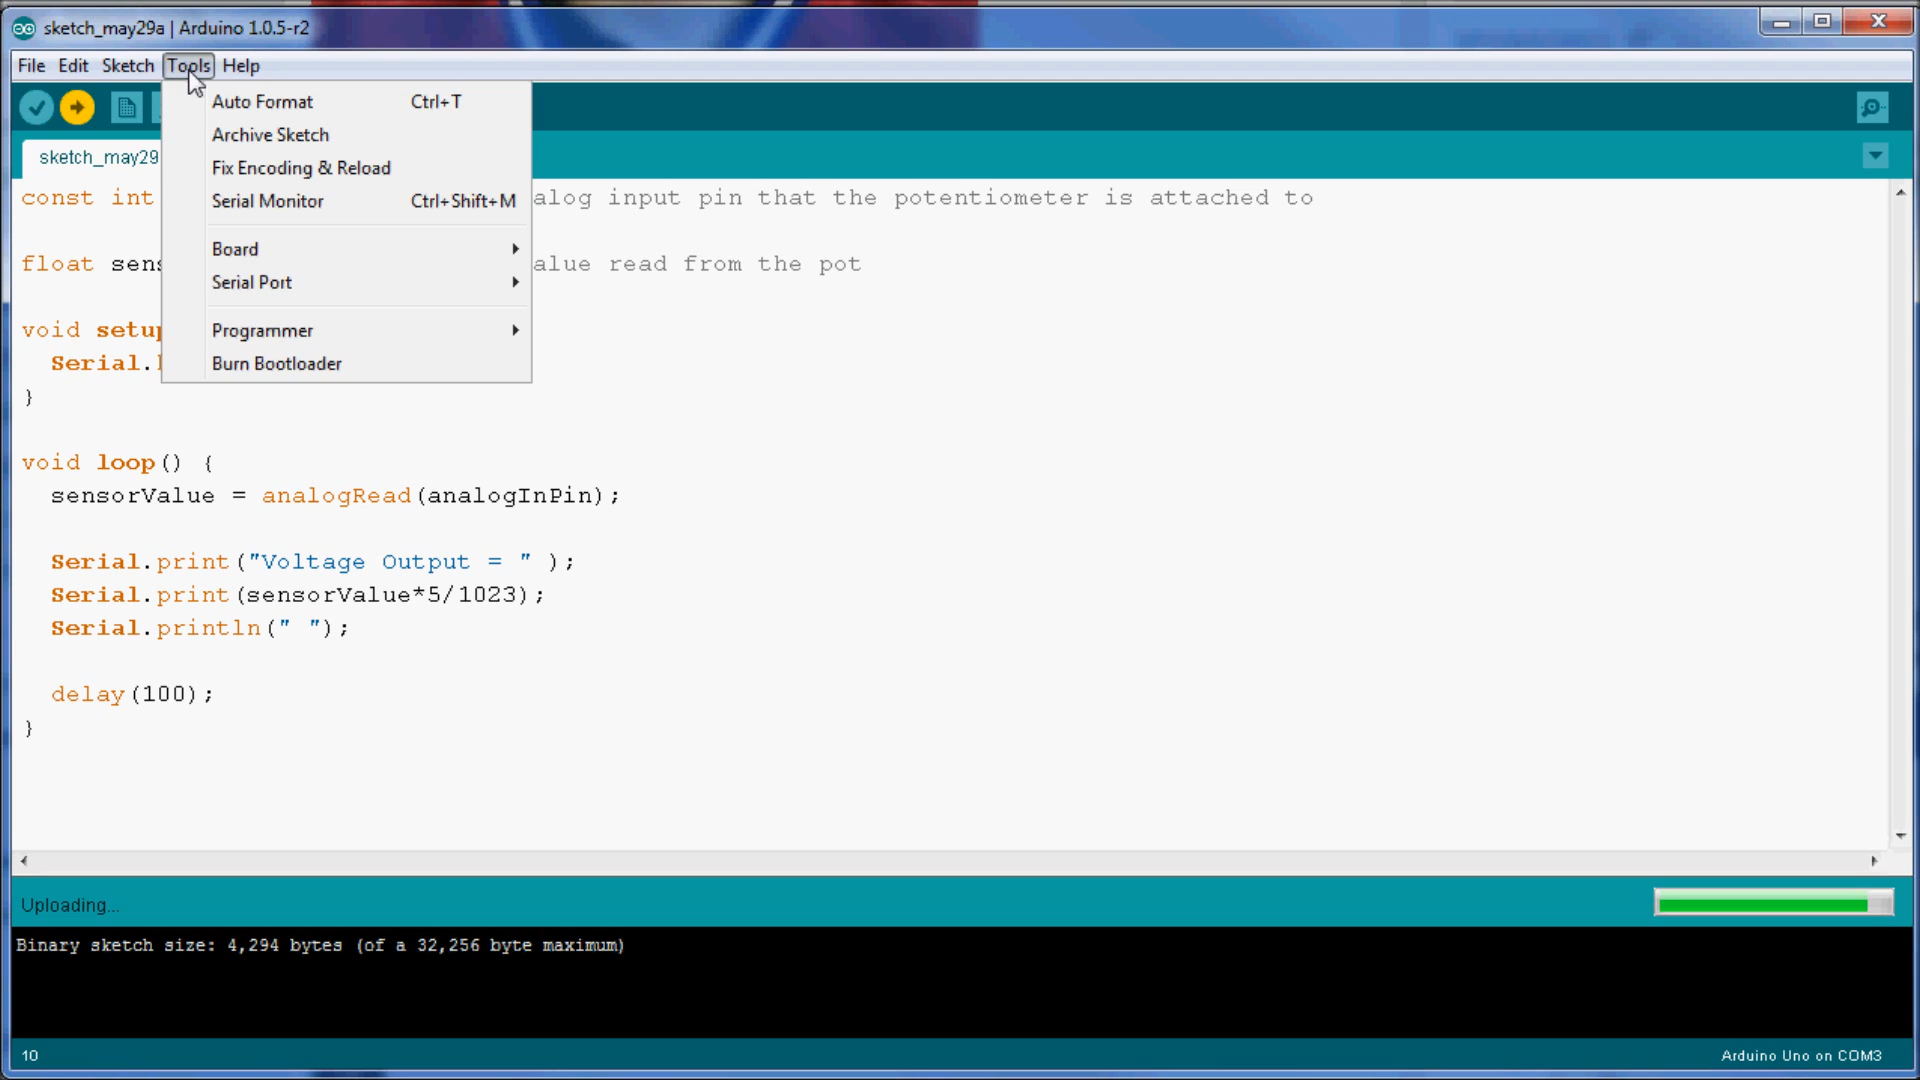 sketch_may29a | Arduino 1.0.5-r2
File Edit Sketch Tools Help
Auto Format Ctrl+T
Archive Sketch
Fix Encoding & Reload
Serial Monitor Ctrl+Shift+M
Board
Serial Port
Programmer
Burn Bootloader
sketch_may29
const int alog input pin that the potentiometer is attached to
float sens alue read from the pot
void setup
Serial.
}
void loop() {
sensorValue = analogRead(analogInPin);
Serial.print("Voltage Output = " );
Serial.print(sensorValue*5/1023);
Serial.println(" ");
delay(100);
}
Uploading...
Binary sketch size: 4,294 bytes (of a 32,256 byte maximum)
10
Arduino Uno on COM3